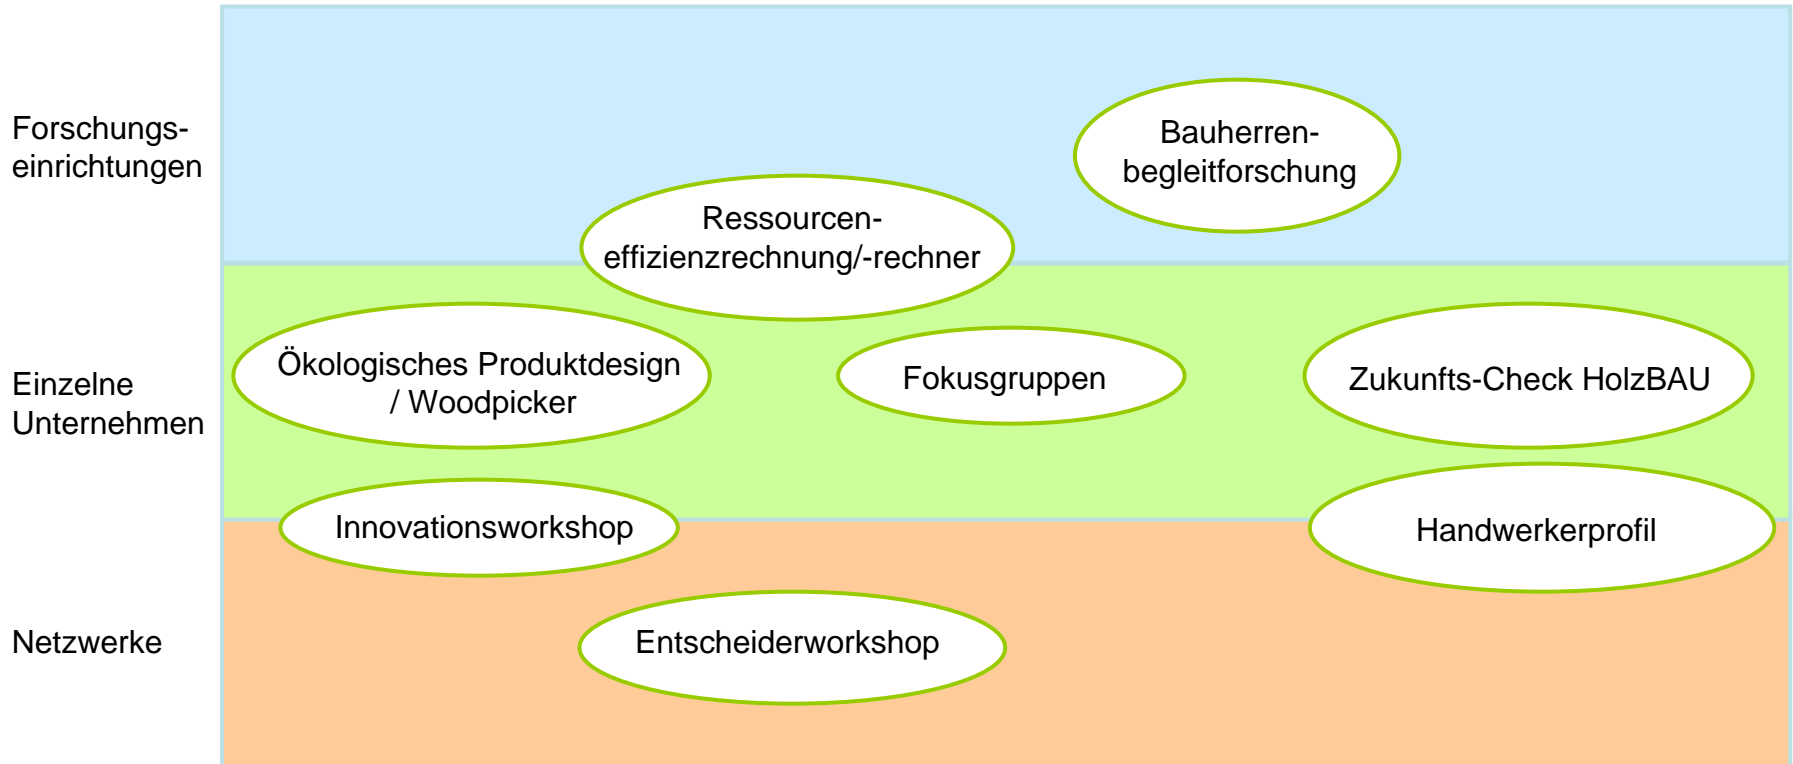 Forschungs-
einrichtungen
Bauherren-
begleitforschung
Ressourcen-
effizienzrechnung/-rechner
Einzelne
Unternehmen
Ökologisches Produktdesign
/ Woodpicker
Fokusgruppen
Zukunfts-Check HolzBAU
Innovationsworkshop
Handwerkerprofil
Netzwerke
Entscheiderworkshop